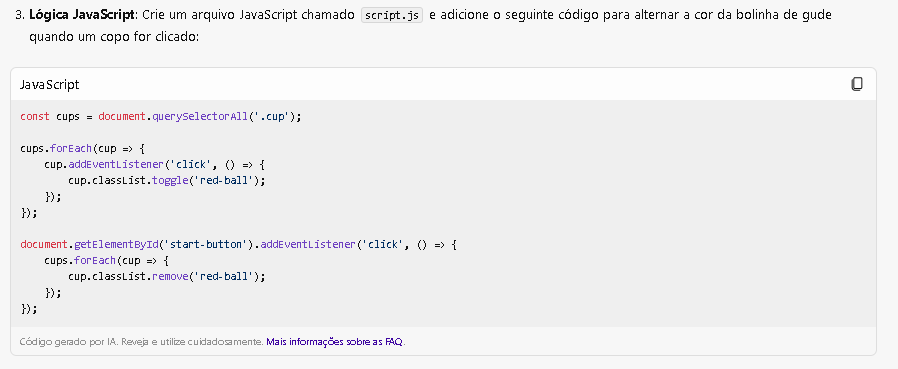 3. Lógica JavaScript: Crie um arquivo JavaScript chamado script.js e adicione o seguinte código para alternar a cor da bolinha de gude
quando um copo for clicado:
JavaScript
const cups = document.querySelectorAll('.cup');

cups.forEach(cup => {
    cup.addEventListener('click', () => {
        cup.classList.toggle('red-ball');
    });
});

document.getElementById('start-button').addEventListener('click', () => {
    cups.forEach(cup => {
        cup.classList.remove('red-ball');
    });
});
Código gerado por IA. Reveja e utilize cuidadosamente. Mais informações sobre as FAQ.